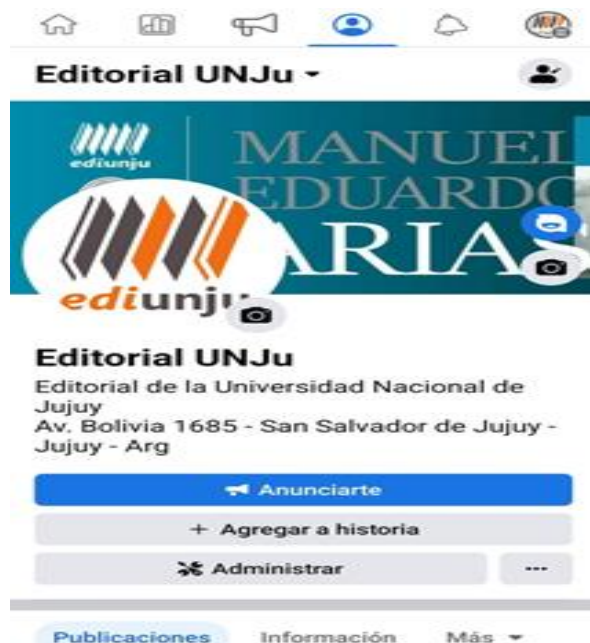 Editorial UNJu
ediunju
MANUEL
EDUARDO
ARIAS
ediunju
Editorial UNJu
Editorial de la Universidad Nacional de
Jujuy
Av. Bolivia 1685 - San Salvador de Jujuy -
Jujuy - Arg
Anunciarte
+ Agregar a historia
Administrar
...
Publicaciones Información Más